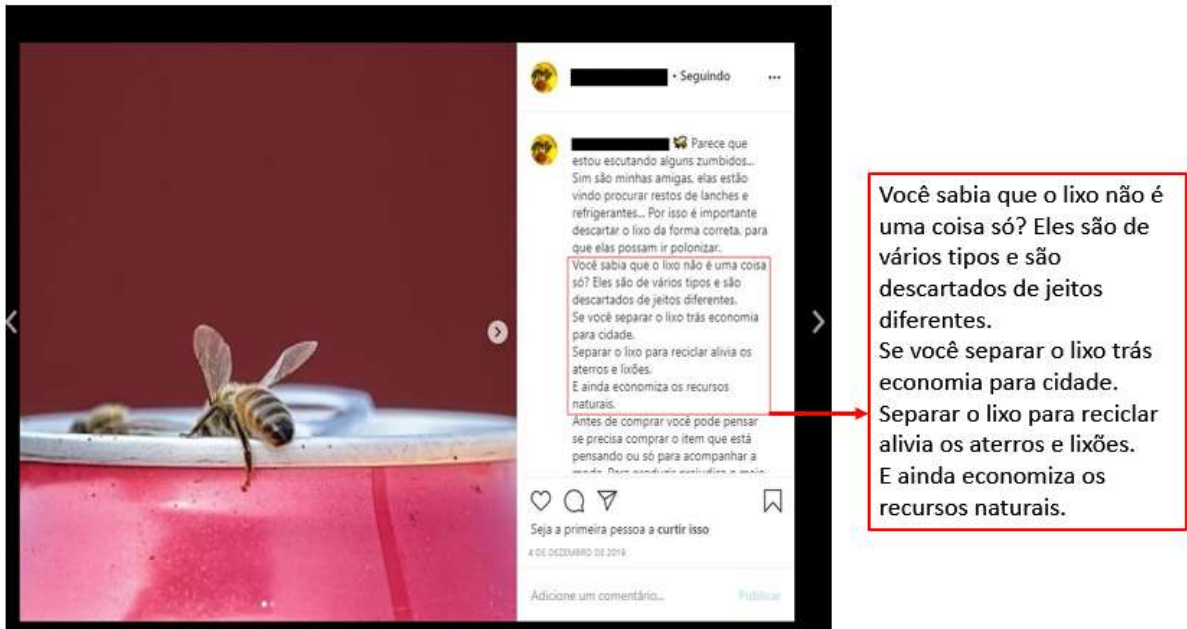 • Seguindo
...
Parece que
estou escutando alguns zumbidos...
Sim são minhas amigas, elas estão
vindo procurar restos de lanches e
refrigerantes... Por isso é importante
descartar o lixo da forma correta, para
que elas possam ir polonizar.
Você sabia que o lixo não é uma coisa
só? Eles são de vários tipos e são
descartados de jeitos diferentes.
Se você separar o lixo trás economia
para cidade.
Separar o lixo para reciclar alivia os
aterros e lixões.
E ainda economiza os recursos
naturais.
Antes de comprar você pode pensar
se precisa comprar o item que está
pensando ou só para acompanhar a
Seja a primeira pessoa a curtir isso
4 DE DEZEMBRO DE 2019
Adicione um comentário...
Publicar
Você sabia que o lixo não é
uma coisa só? Eles são de
vários tipos e são
descartados de jeitos
diferentes.
Se você separar o lixo trás
economia para cidade.
Separar o lixo para reciclar
alivia os aterros e lixões.
E ainda economiza os
recursos naturais.